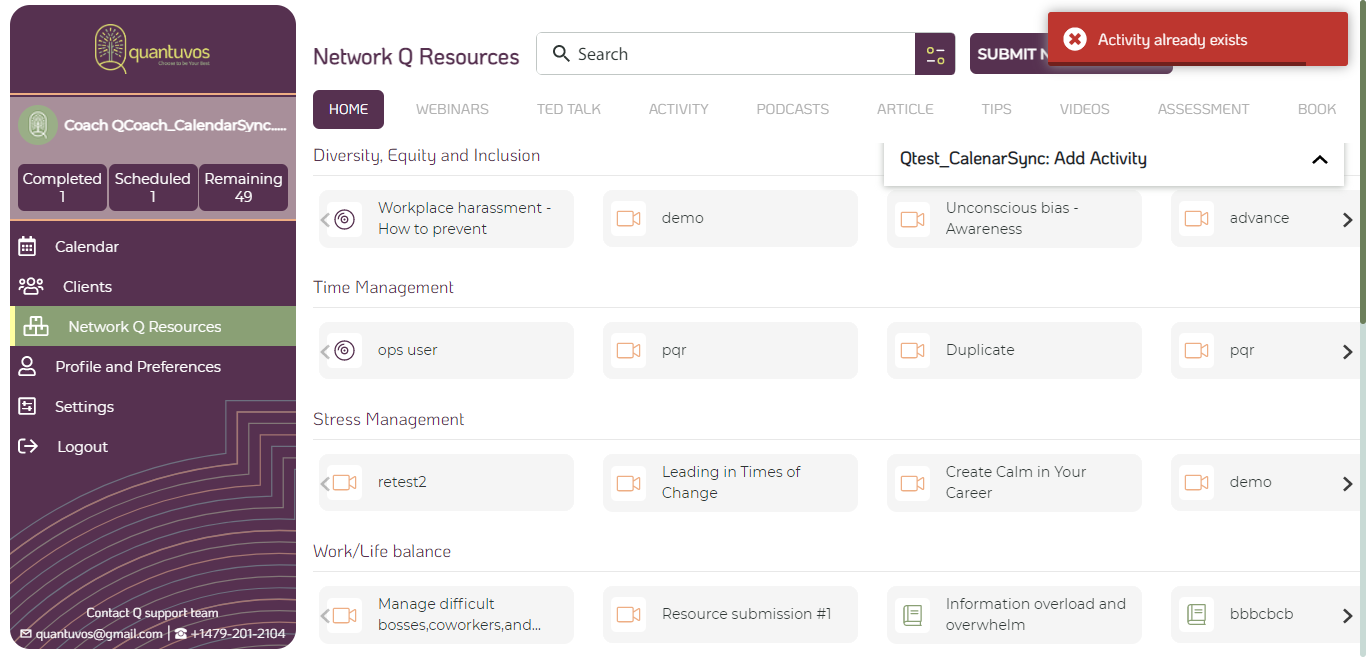 quantuvos
Choose to be Your Best
Coach QCoach_CalendarSync.....
Completed
1
Scheduled
1
Remaining
49
Calendar
Clients
Network Q Resources
Profile and Preferences
Settings
Logout
Contact Q support team
quantuvos@gmail.com | +1479-201-2104
Network Q Resources
Search
SUBMIT
Activity already exists
HOME
WEBINARS
TED TALK
ACTIVITY
PODCASTS
ARTICLE
TIPS
VIDEOS
ASSESSMENT
BOOK
Qtest_CalenarSync: Add Activity
Diversity, Equity and Inclusion
Workplace harassment -
How to prevent
demo
Unconscious bias -
Awareness
advance
Time Management
ops user
pqr
Duplicate
pqr
Stress Management
retest2
Leading in Times of
Change
Create Calm in Your
Career
demo
Work/Life balance
Manage difficult
bosses,coworkers,and...
Resource submission #1
Information overload and
overwhelm
bbbcbcb